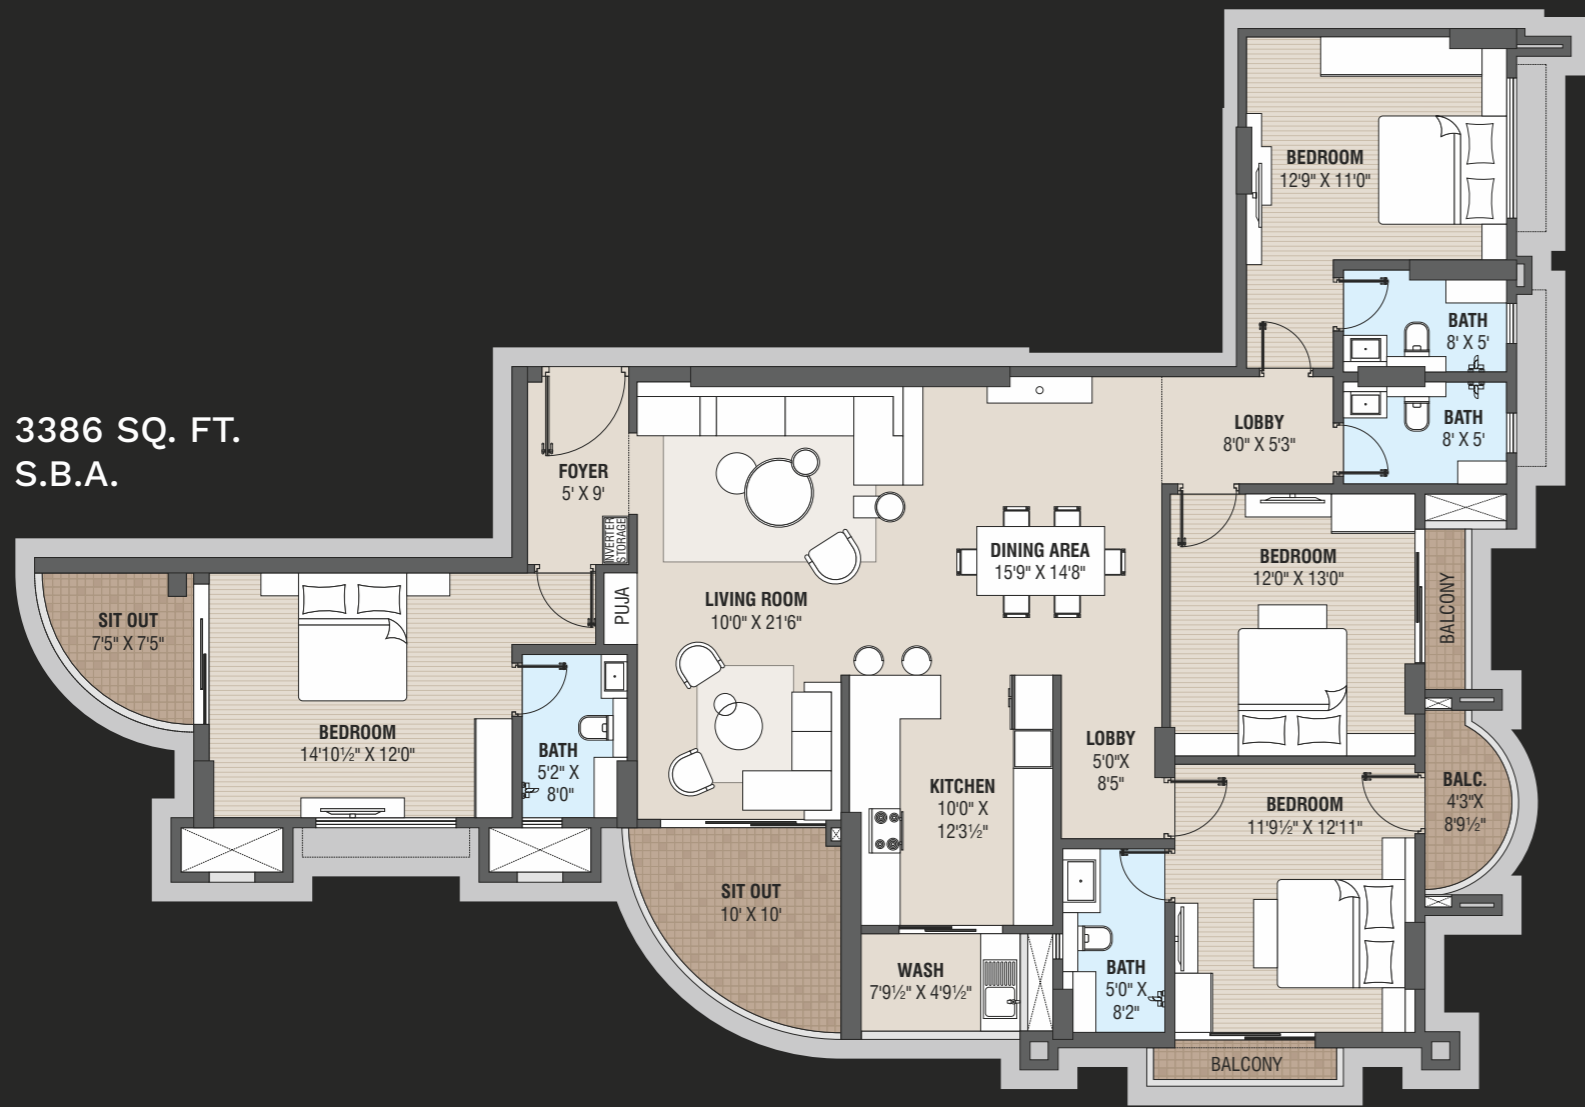 3386 SQ. FT.
S.B.A.
BEDROOM
12'9" X 11'0"
BATH
8' X 5'
BATH
8' X 5'
LOBBY
8'0" X 5'3"
FOYER
5' X 9'
INVERTER
STORAGE
PUJA
SIT OUT
7'5" X 7'5"
BEDROOM
14'10½" X 12'0"
BATH
5'2" X
8'0"
LIVING ROOM
10'0" X 21'6"
DINING AREA
15'9" X 14'8"
BEDROOM
12'0" X 13'0"
BALCONY
LOBBY
5'0"X
8'5"
KITCHEN
10'0" X
12'3½"
BEDROOM
11'9½" X 12'11"
BALC.
4'3"X
8'9½"
SIT OUT
10' X 10'
WASH
7'9½" X 4'9½"
BATH
5'0" X
8'2"
BALCONY